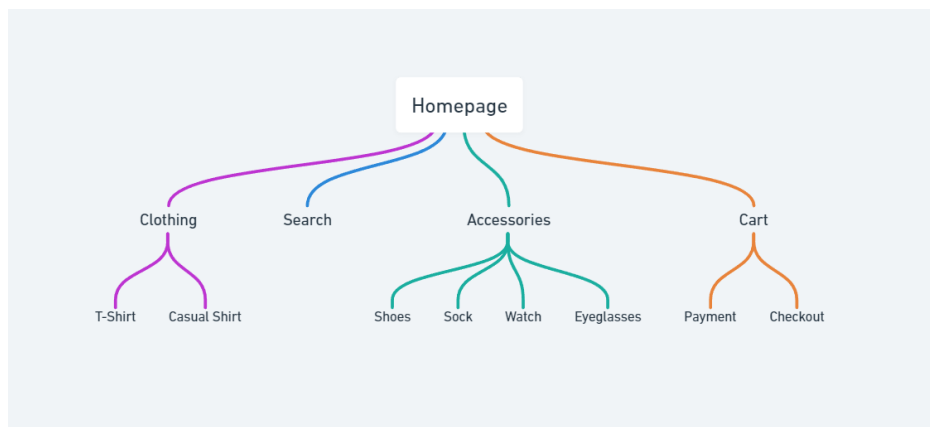 Homepage
Clothing
Search
Accessories
Cart
T-Shirt
Casual Shirt
Shoes
Sock
Watch
Eyeglasses
Payment
Checkout